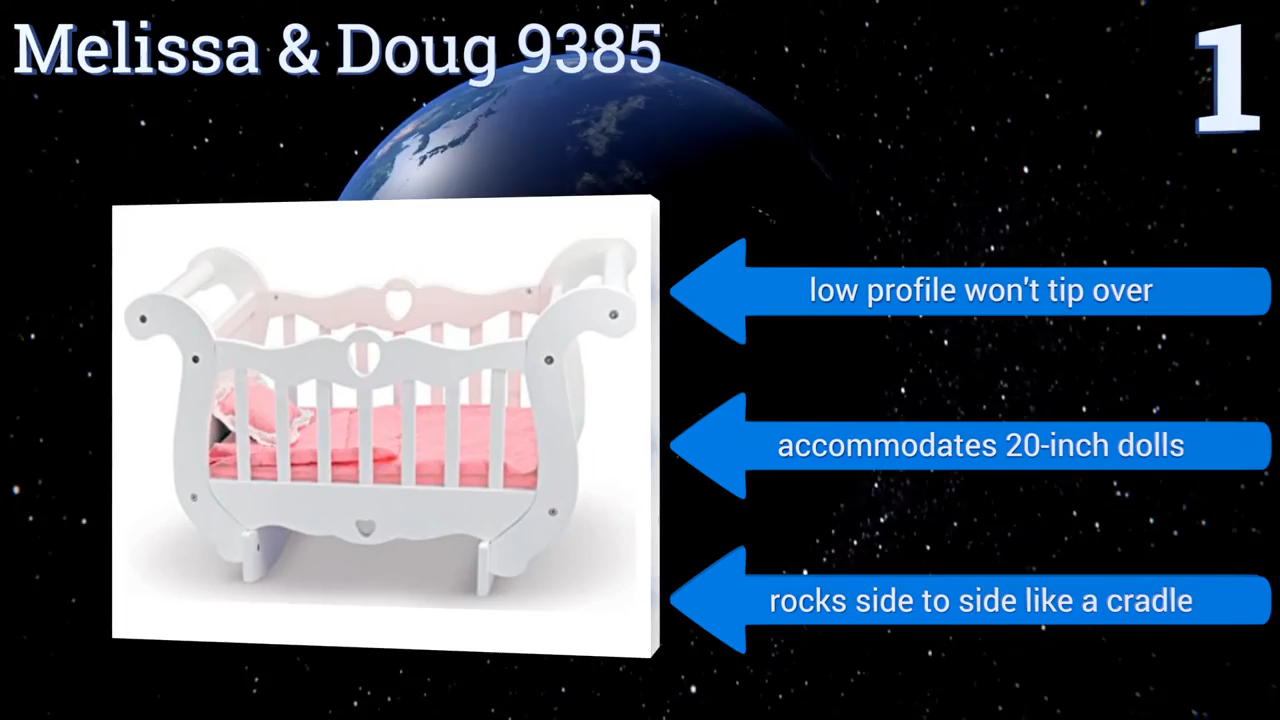 Melissa & Doug 9385
1
low profile won't tip over
accommodates 20-inch dolls
rocks side to side like a cradle